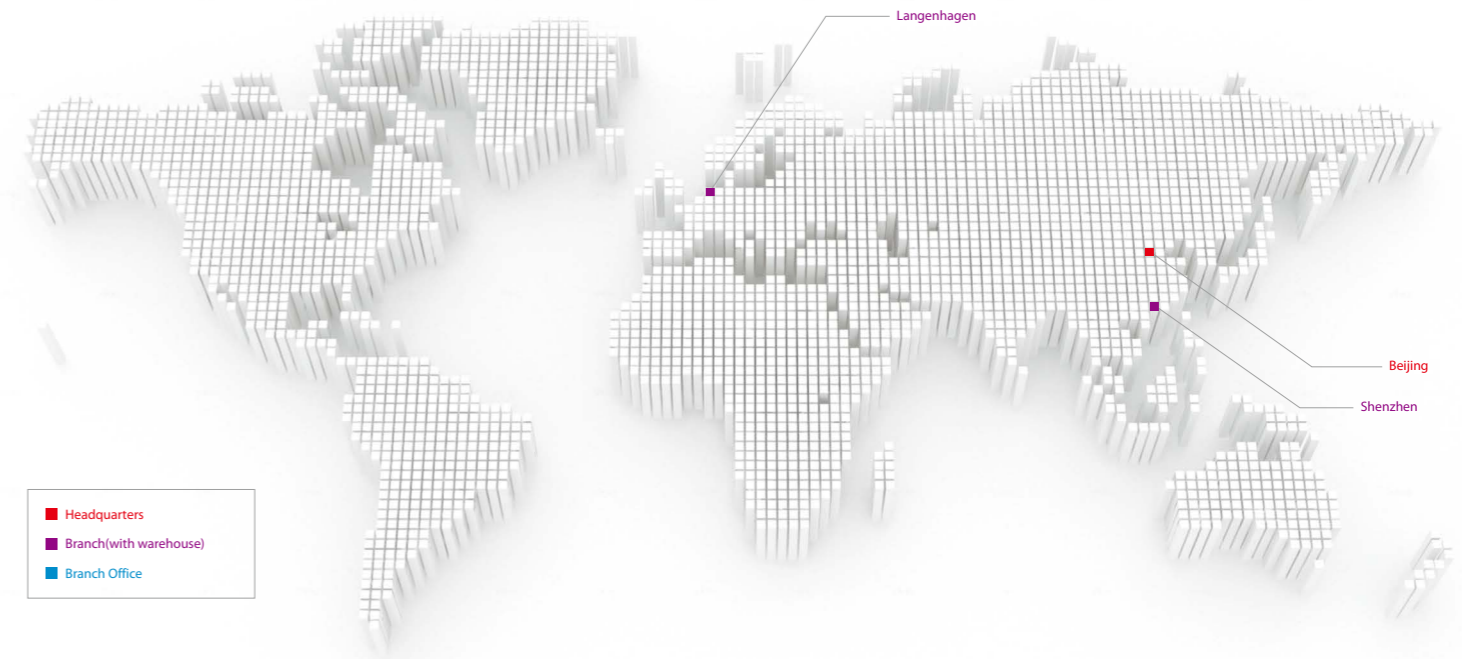 Langenhagen
Beijing
Shenzhen
Headquarters
Branch(with warehouse)
Branch Office